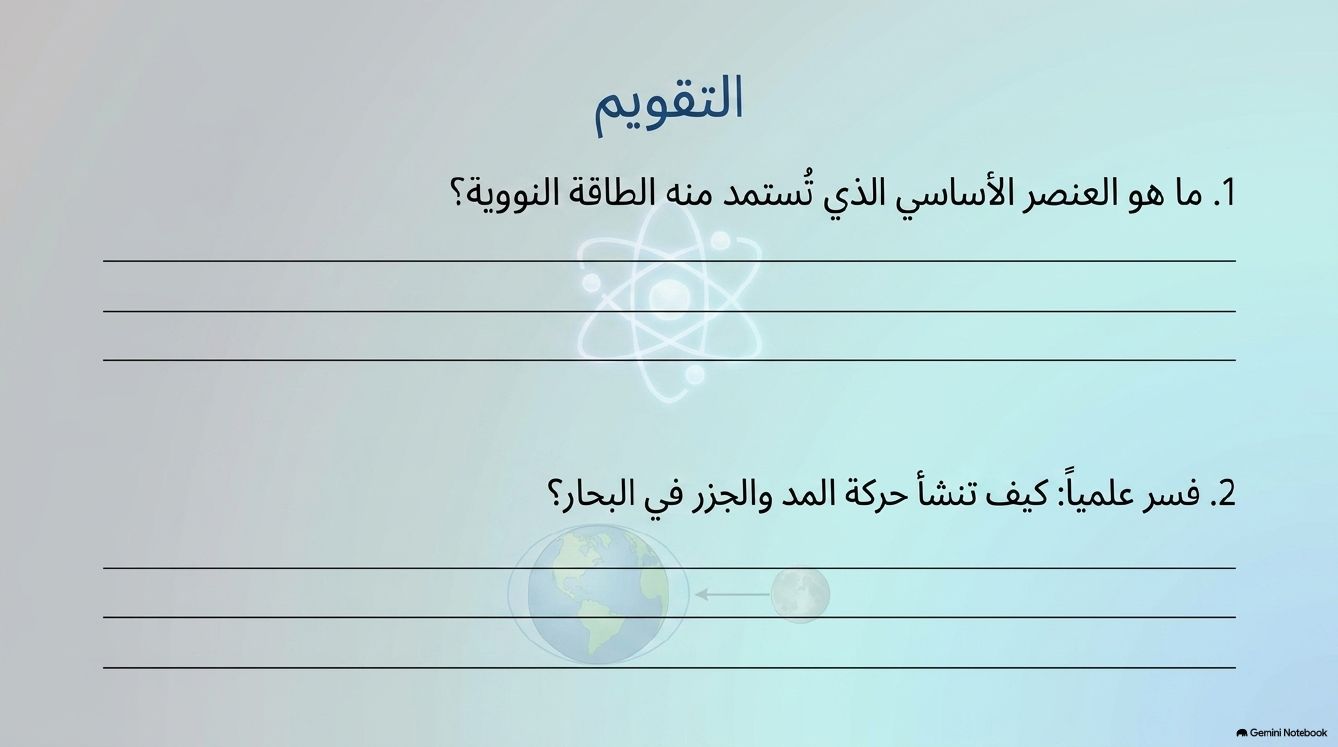 التقويم
1. ما هو العنصر الأساسي الذي تُستمد منه الطاقة النووية؟
2. فسر علمياً: كيف تنشأ حركة المد والجزر في البحار؟
Gemini Notebook